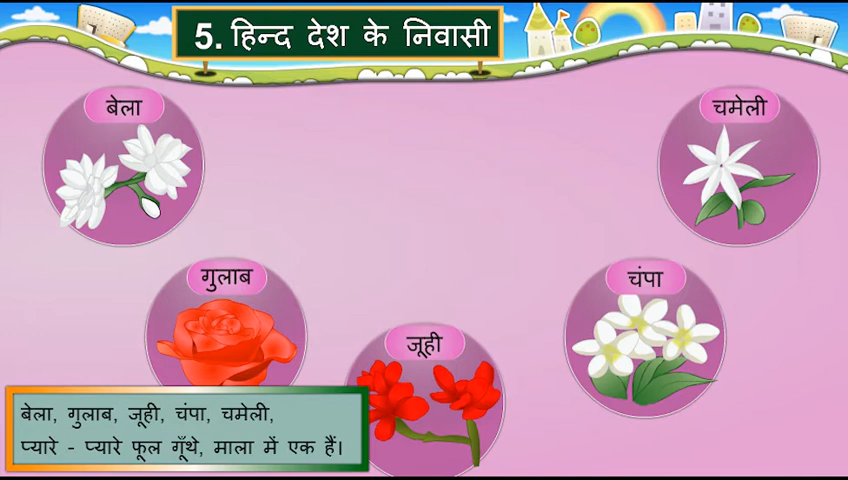 5. हिन्द देश के निवासी
बेला
चमेली
गुलाब
चंपा
जूही
बेला, गुलाब, जूही, चंपा, चमेली,
प्यारे - प्यारे फूल गूँथे, माला में एक हैं।